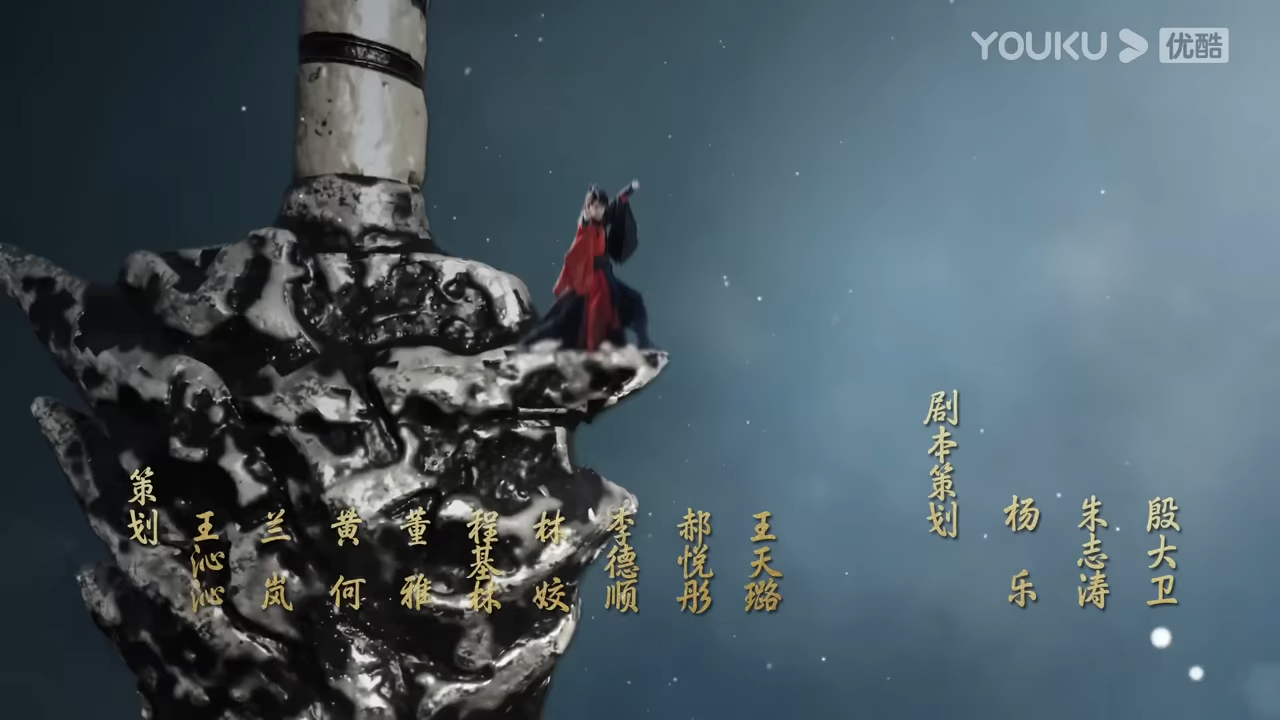 YOUKU 优酷
策划
王沁沁
兰岚
黄何
董雅
程基林
林姣
李德顺
郝悦彤
王天璐
剧本策划
杨乐
朱志涛
殷大卫